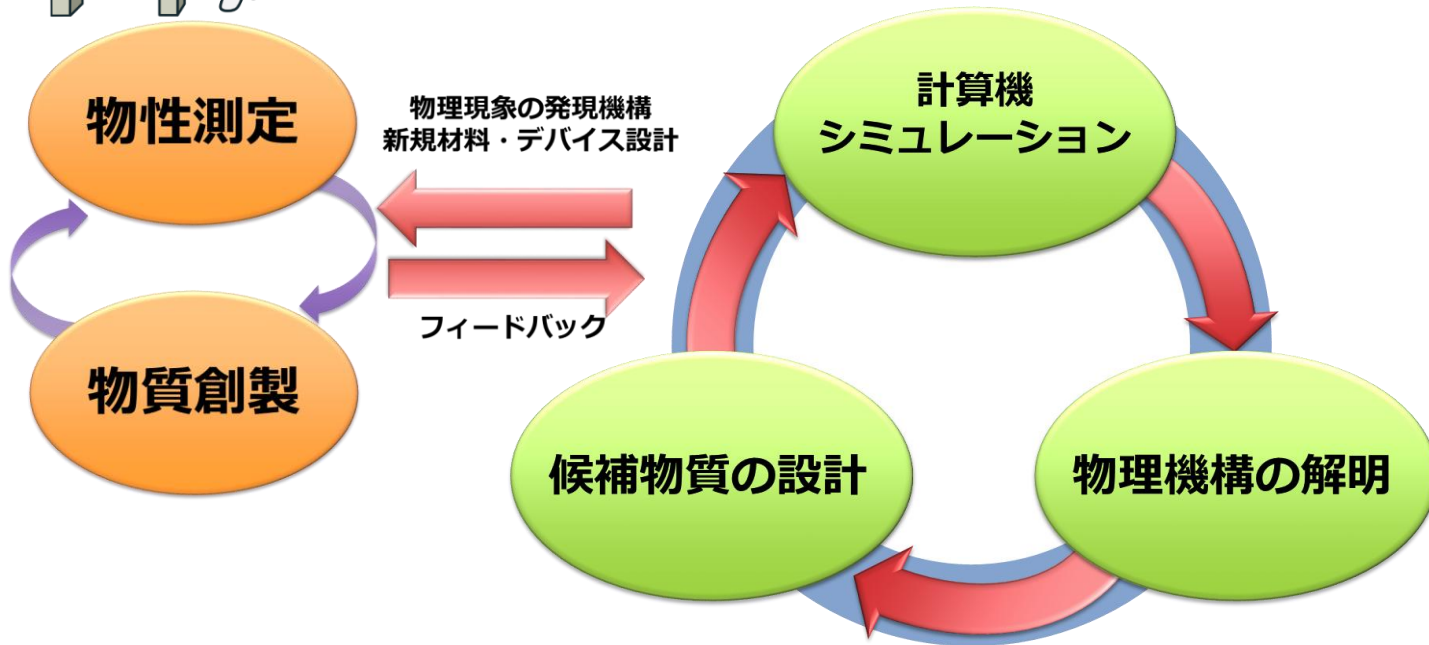 物性測定
物理現象の発現機構
新規材料・デバイス設計
フィードバック
物質創製
計算機
シミュレーション
候補物質の設計
物理機構の解明